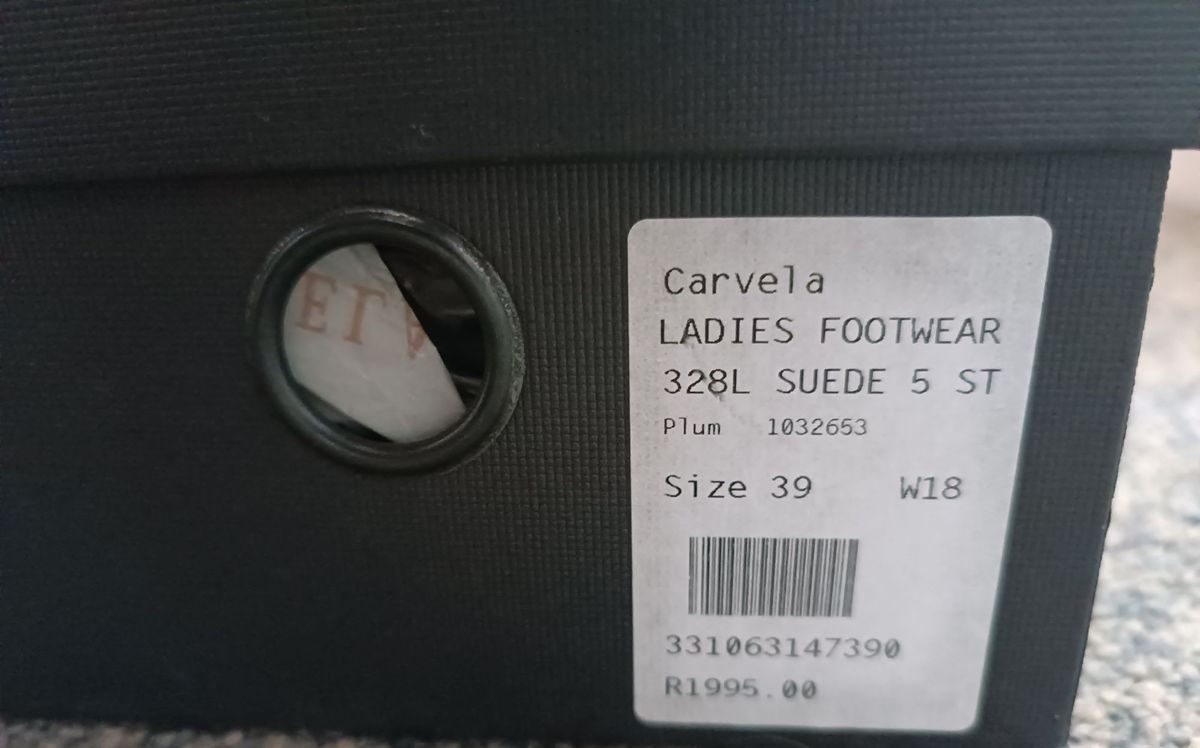 Carvela
LADIES FOOTWEAR
328L SUEDE 5 ST
Plum 1032653
Size 39 W18
331063147390
R1995.00